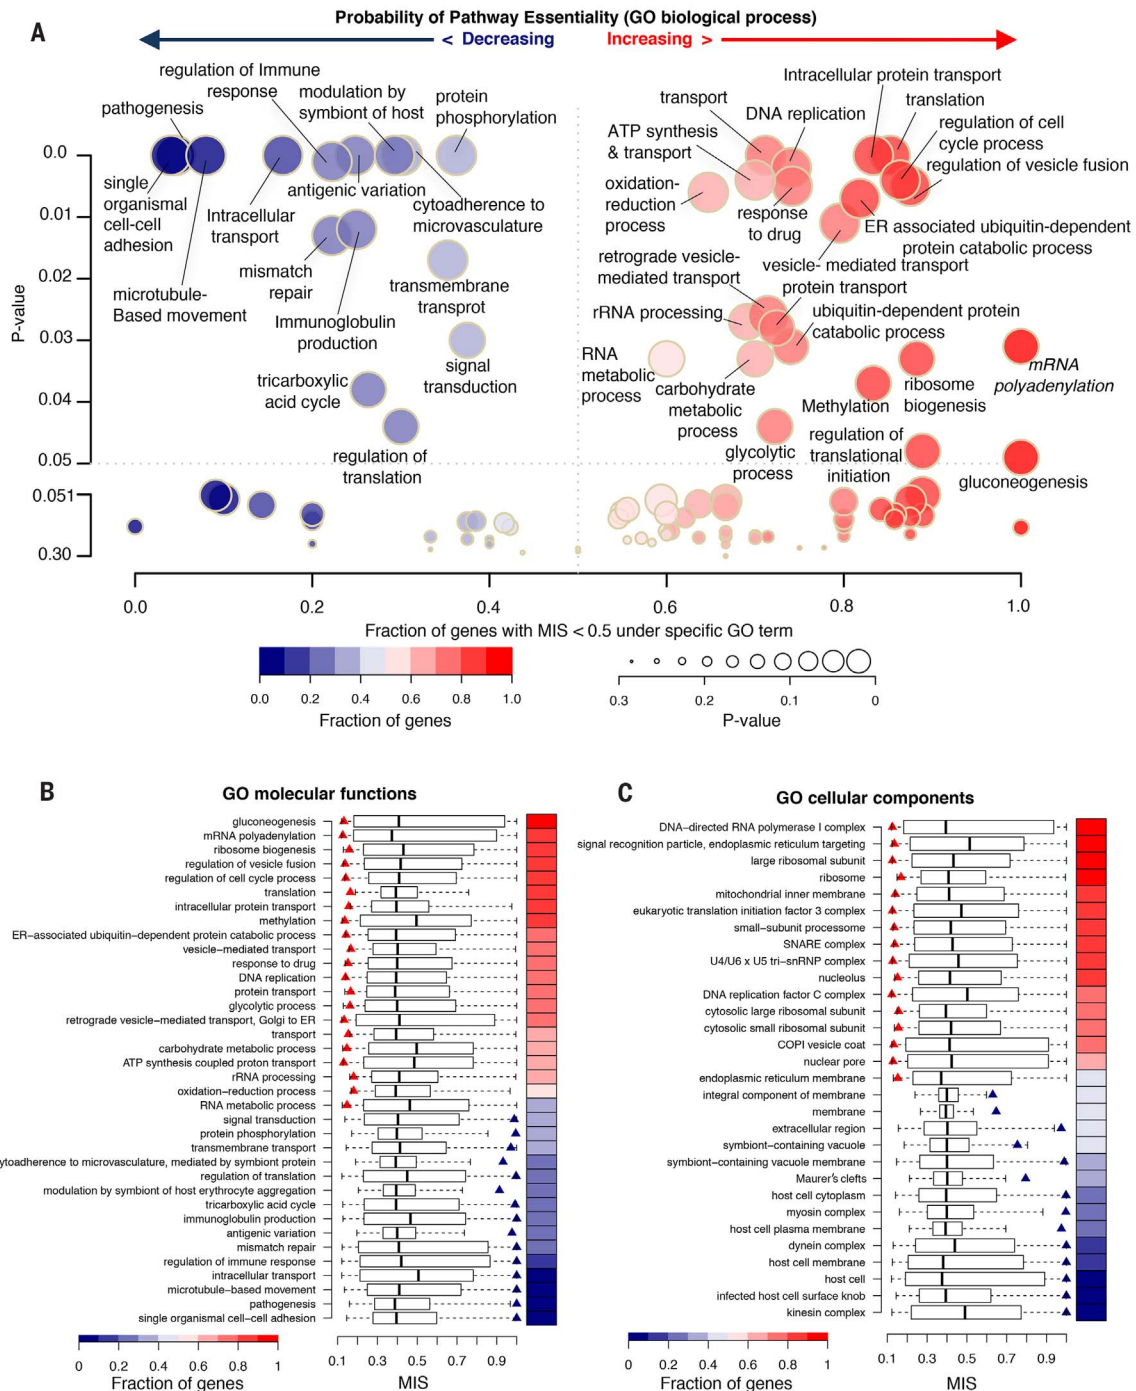 Probability of Pathway Essentiality (GO biological process)
A
< Decreasing
Increasing >
regulation of Immune
response
modulation by
symbiont of host
protein
phosphorylation
pathogenesis
single
organismal
cell-cell
adhesion
Intracellular
transport
antigenic variation
cytoadherence to
microvasculature
microtubule-
Based movement
mismatch
repair
Immunoglobulin
production
transmembrane
transprot
signal
transduction
tricarboxylic
acid cycle
regulation of
translation
Intracellular protein transport
transport
DNA replication
translation
regulation of cell
cycle process
ATP synthesis
& transport
regulation of vesicle fusion
oxidation-
reduction
process
response
to drug
ER associated ubiquitin-dependent
protein catabolic process
retrograde vesicle-
mediated transport
vesicle- mediated transport
protein transport
rRNA processing
ubiquitin-dependent protein
catabolic process
RNA
metabolic
process
carbohydrate
metabolic
process
Methylation
ribosome
biogenesis
mRNA
polyadenylation
glycolytic
process
regulation of
translational
initiation
gluconeogenesis
P-value
0.0
0.01
0.02
0.03
0.04
0.05
0.051
0.30
0.0 0.2 0.4 0.6 0.8 1.0
Fraction of genes with MIS < 0.5 under specific GO term
0.0 0.2 0.4 0.6 0.8 1.0
Fraction of genes
0.3 0.2 0.1 0
P-value
B
GO molecular functions
gluconeogenesis
mRNA polyadenylation
ribosome biogenesis
regulation of vesicle fusion
regulation of cell cycle process
translation
intracellular protein transport
methylation
ER-associated ubiquitin-dependent protein catabolic process
vesicle-mediated transport
response to drug
DNA replication
protein transport
glycolytic process
retrograde vesicle-mediated transport, Golgi to ER
transport
carbohydrate metabolic process
ATP synthesis coupled proton transport
rRNA processing
oxidation-reduction process
RNA metabolic process
signal transduction
protein phosphorylation
transmembrane transport
ytoadherence to microvasculature, mediated by symbiont protein
regulation of translation
modulation by symbiont of host erythrocyte aggregation
tricarboxylic acid cycle
immunoglobulin production
antigenic variation
mismatch repair
regulation of immune response
intracellular transport
microtubule-based movement
pathogenesis
single organismal cell-cell adhesion
0 0.2 0.4 0.6 0.8 1
Fraction of genes
0.1 0.3 0.5 0.7 0.9
MIS
C
GO cellular components
DNA-directed RNA polymerase I complex
signal recognition particle, endoplasmic reticulum targeting
large ribosomal subunit
ribosome
mitochondrial inner membrane
eukaryotic translation initiation factor 3 complex
small-subunit processome
SNARE complex
U4/U6 x U5 tri-snRNP complex
nucleolus
DNA replication factor C complex
cytosolic large ribosomal subunit
cytosolic small ribosomal subunit
COPI vesicle coat
nuclear pore
endoplasmic reticulum membrane
integral component of membrane
membrane
extracellular region
symbiont-containing vacuole
symbiont-containing vacuole membrane
Maurer's clefts
host cell cytoplasm
myosin complex
host cell plasma membrane
dynein complex
host cell membrane
host cell
infected host cell surface knob
kinesin complex
0 0.2 0.4 0.6 0.8 1
Fraction of genes
0.1 0.3 0.5 0.7 0.9
MIS